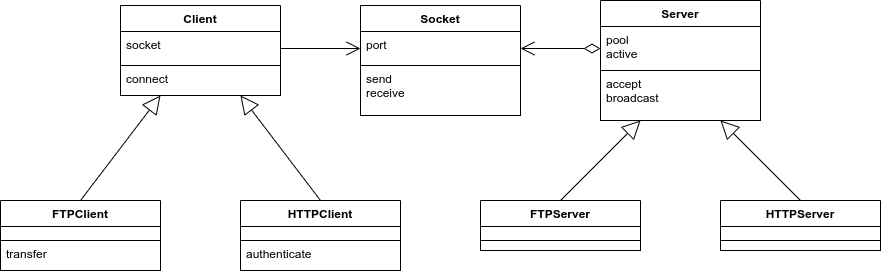 Client
socket
connect
Socket
port
send
receive
Server
pool
active
accept
broadcast
FTPClient
transfer
HTTPClient
authenticate
FTPServer
HTTPServer